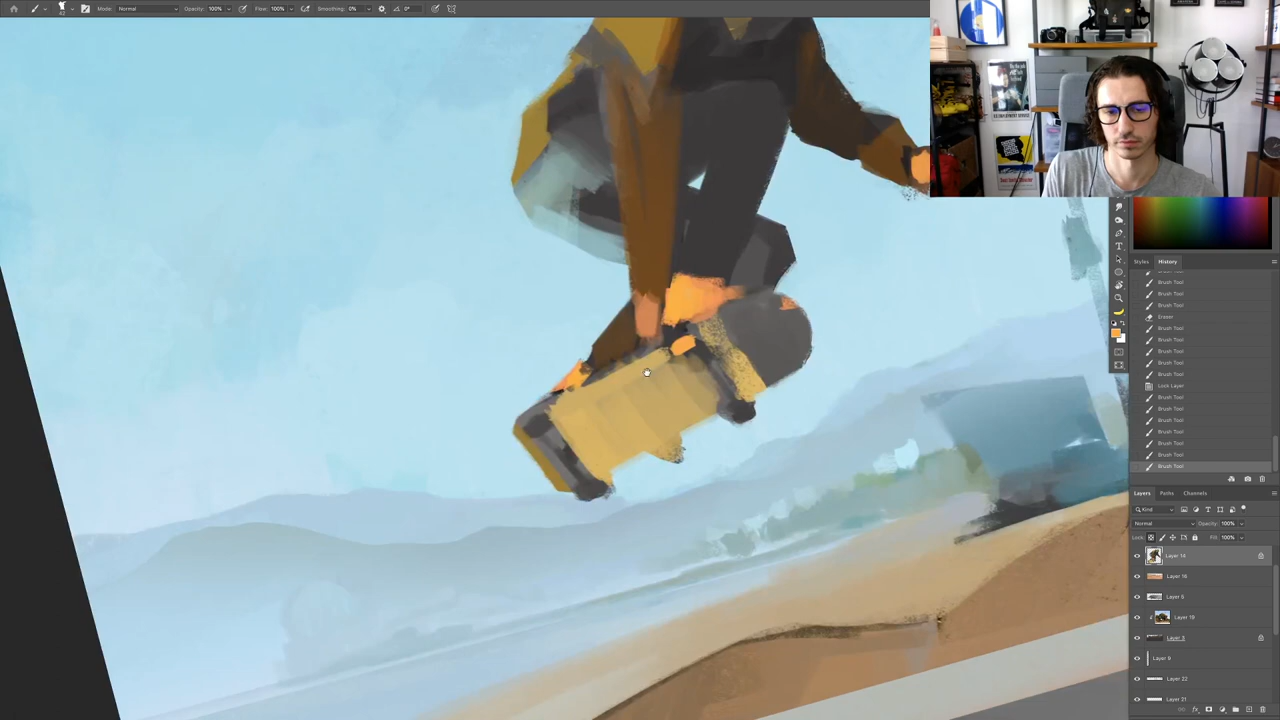 Mode: Normal Opacity: 100% Flow: 100% Smoothing: 0% 0°
Styles History
Brush Tool
Brush Tool
Brush Tool
Brush Tool
Eraser
Brush Tool
Brush Tool
Brush Tool
Brush Tool
Brush Tool
Lock Layer
Brush Tool
Brush Tool
Brush Tool
Brush Tool
Brush Tool
Brush Tool
Brush Tool
Layers Paths Channels
Kind
Normal Opacity: 100%
Lock: Fill: 100%
Layer 14
Layer 16
Layer 5
Layer 19
Layer 3
Layer 9
Layer 22
Layer 21